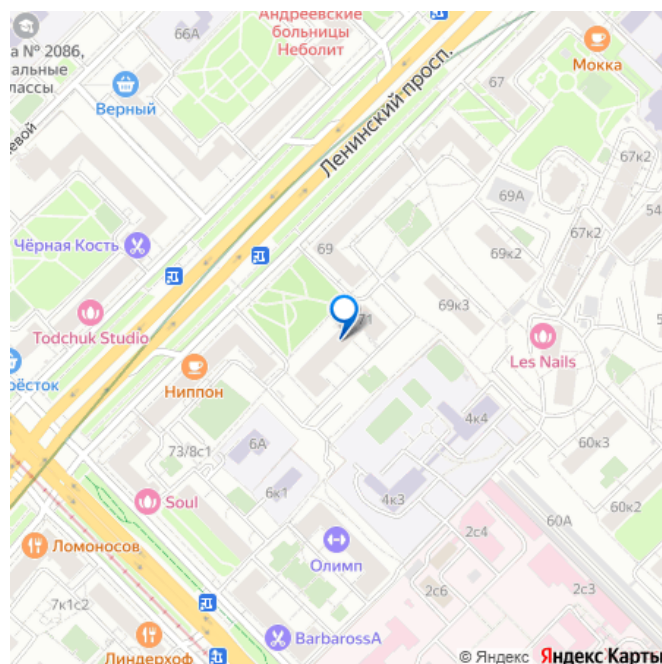 Андреевские
больницы
Неболит
66А
а № 2086,
альные
лассы
евой
Верный
Ленинский просп.
Мокка
67
67к2
54
69А
67к2
69к2
69
69к3
Чёрная Кость
Todchuk Studio
71
Les Nails
рёсток
Ниппон
73/8с1
6А
4к4
60к3
6к1
4к3
Soul
60А
60к2
Олимп
2с4
Ломоносов
2с6
2с3
7к1с2
BarbarossA
Линдерхоф
© Яндекс Яндекс Карты